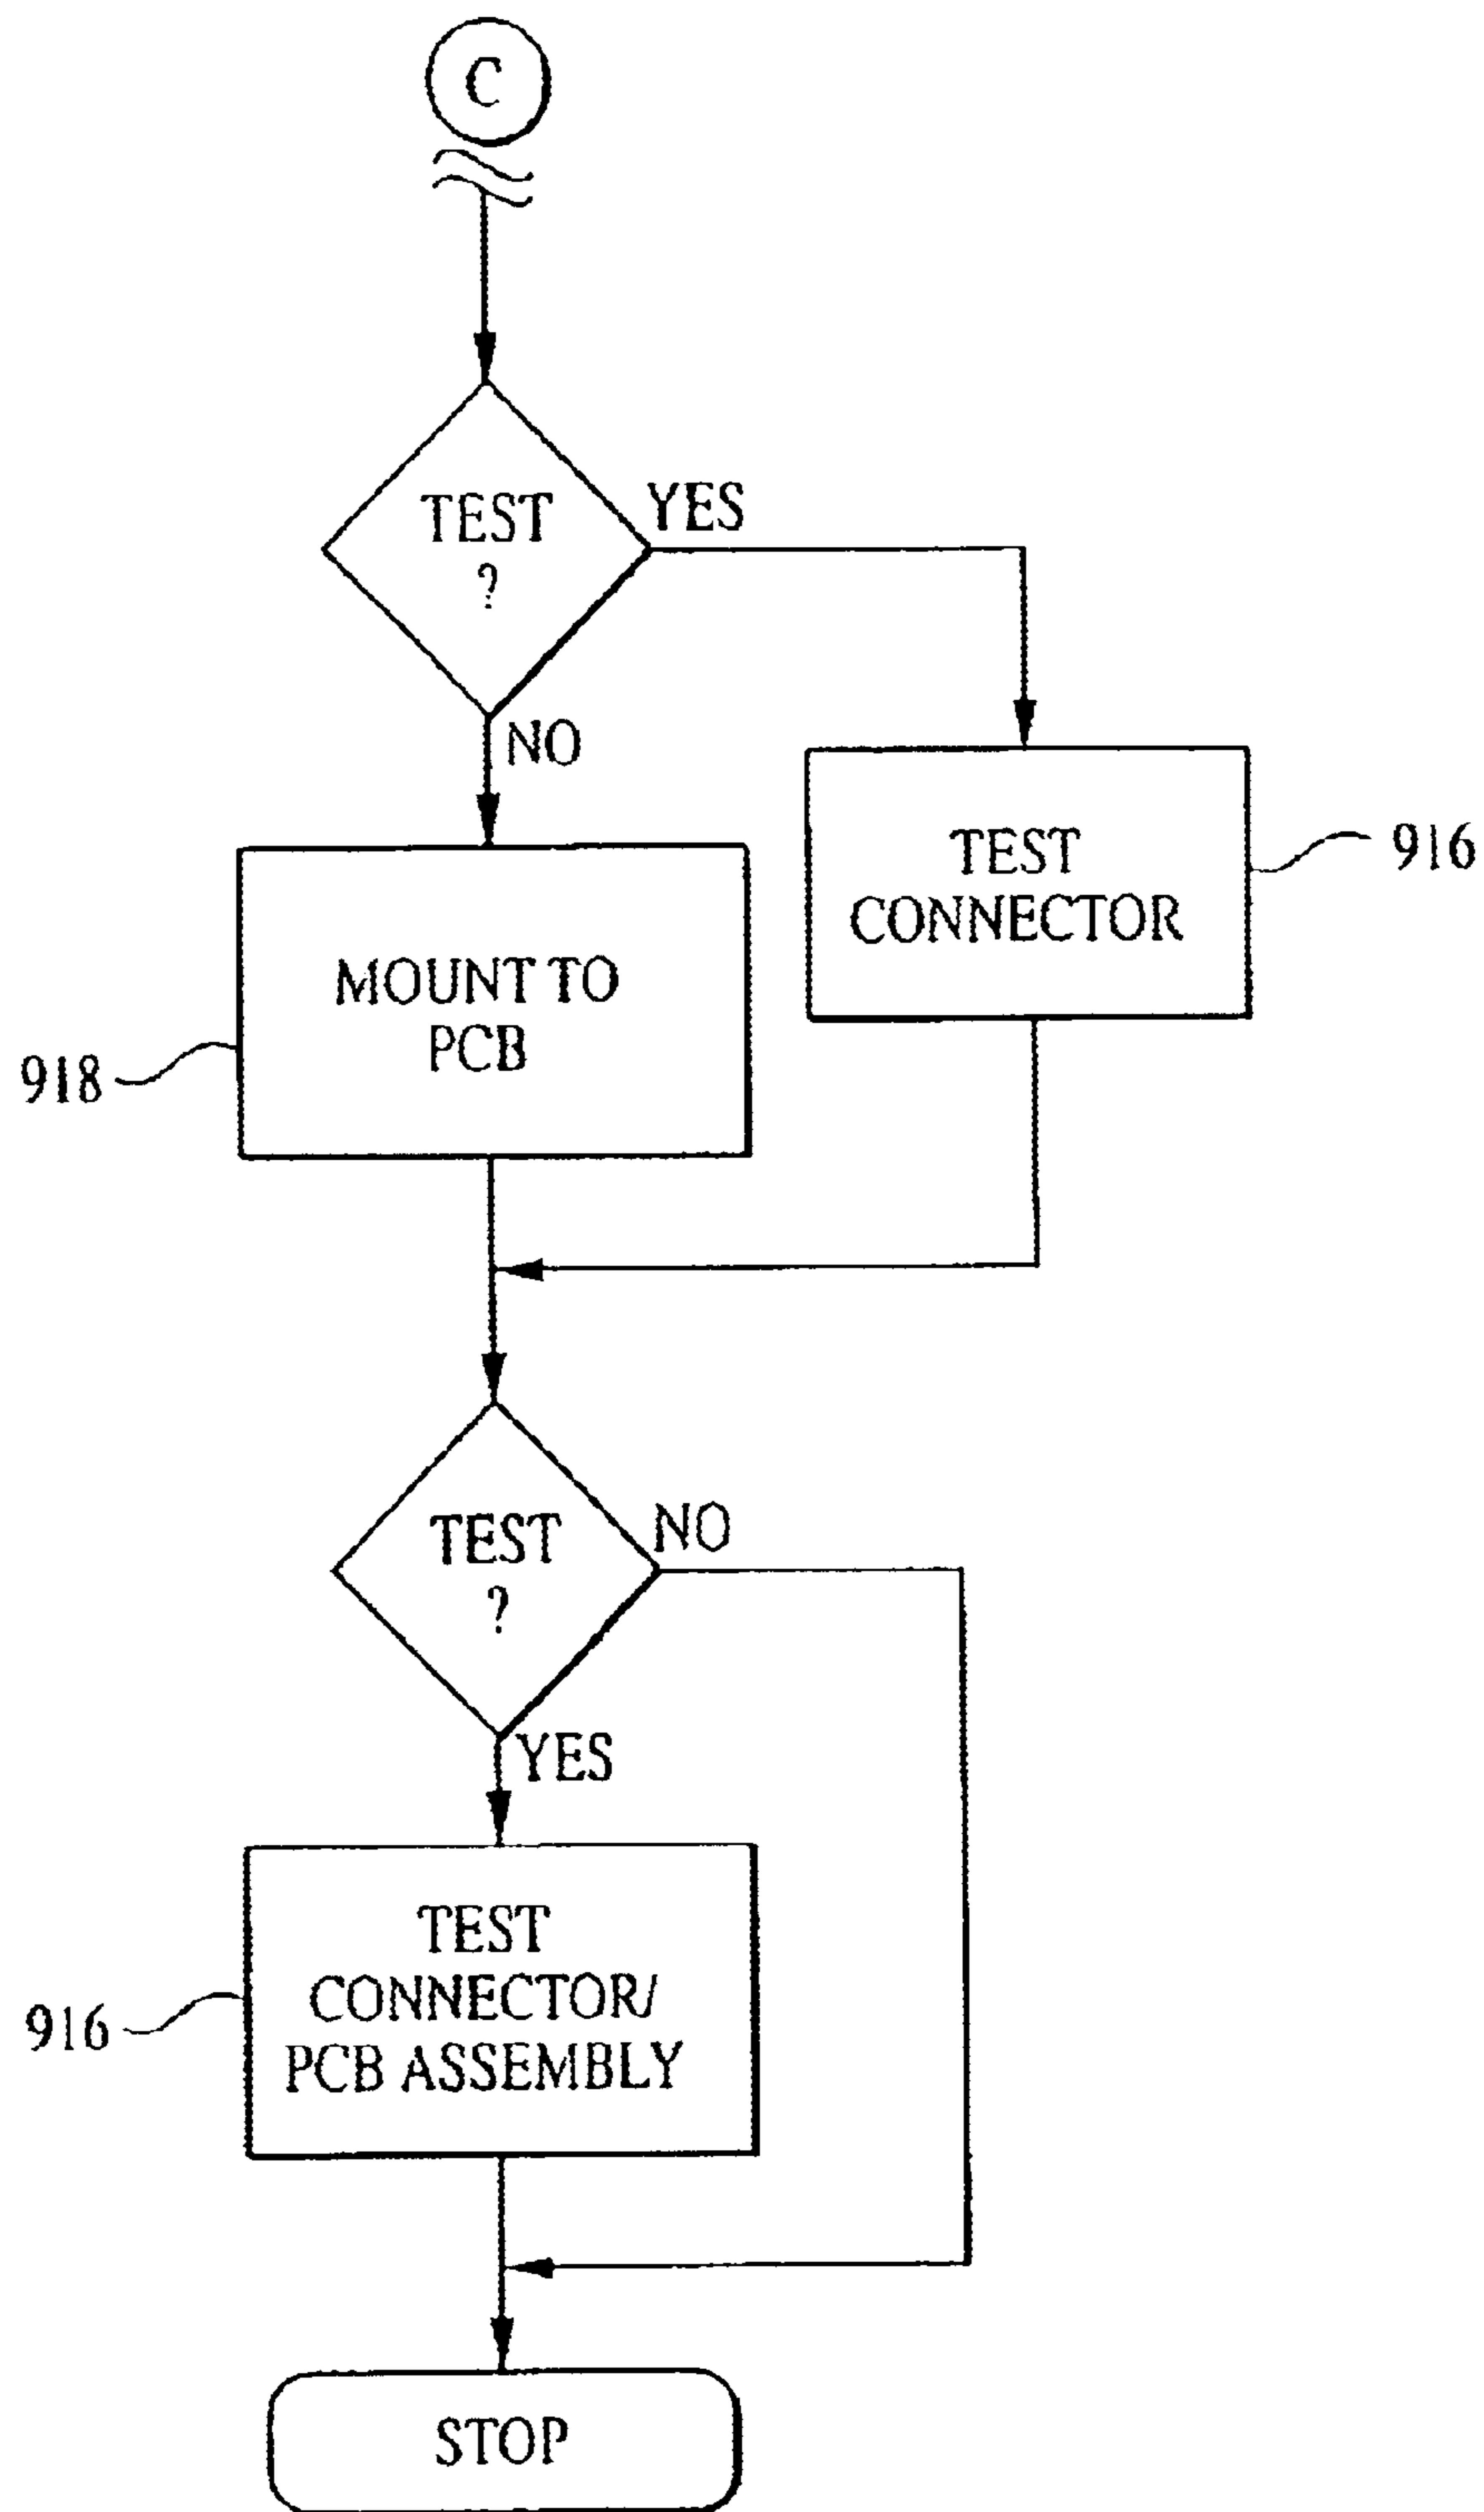 C
TEST
?
YES
NO
TEST
CONNECTOR
916
MOUNT TO
PCB
918
TEST
?
NO
YES
TEST
CONNECTOR/
PCB ASSEMBLY
916
STOP